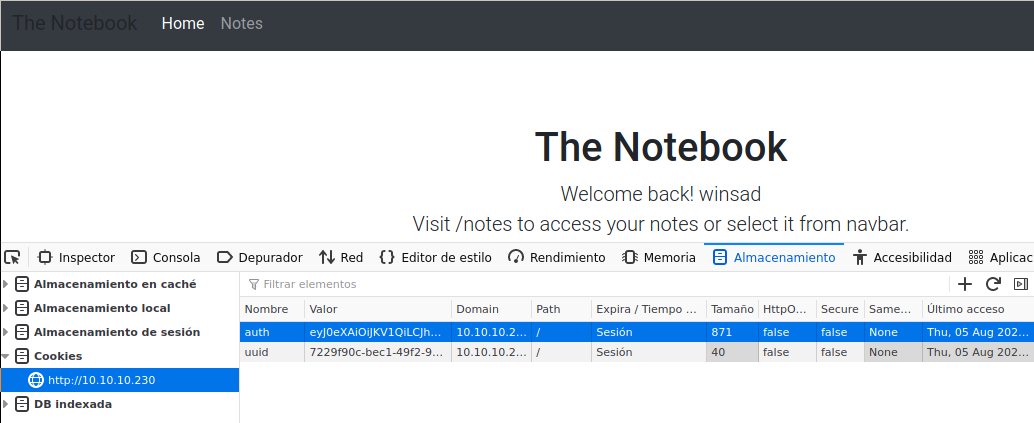 The Notebook Home Notes
The Notebook
Welcome back! winsad
Visit /notes to access your notes or select it from navbar.
Inspector Consola Depurador Red Editor de estilo Rendimiento Memoria Almacenamiento Accesibilidad Aplicac
Almacenamiento en caché
Almacenamiento local
Almacenamiento de sesión
Cookies
http://10.10.10.230
DB indexada
Filtrar elementos
Nombre Valor Domain Path Expira / Tiempo ... Tamaño HttpO... Secure Same... Último acceso
auth eyJ0eXAiOiJKV1QiLCJh... 10.10.10.2... / Sesión 871 false false None Thu, 05 Aug 202...
uuid 7229f90c-bec1-49f2-9... 10.10.10.2... / Sesión 40 false false None Thu, 05 Aug 202...